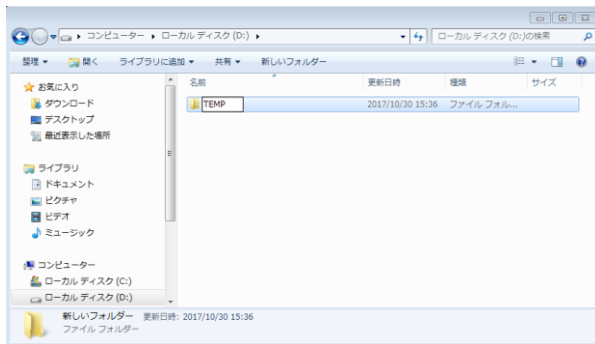 コンピューター ▸ ローカル ディスク (D:) ▸
ローカル ディスク (D:)の検索
整理 開く ライブラリに追加 共有 新しいフォルダー
お気に入り
ダウンロード
デスクトップ
最近表示した場所
ライブラリ
ドキュメント
ピクチャ
ビデオ
ミュージック
コンピューター
ローカル ディスク (C:)
ローカル ディスク (D:)
名前 更新日時 種類 サイズ
TEMP 2017/10/30 15:36 ファイル フォル...
新しいフォルダー 更新日時: 2017/10/30 15:36
ファイル フォルダー